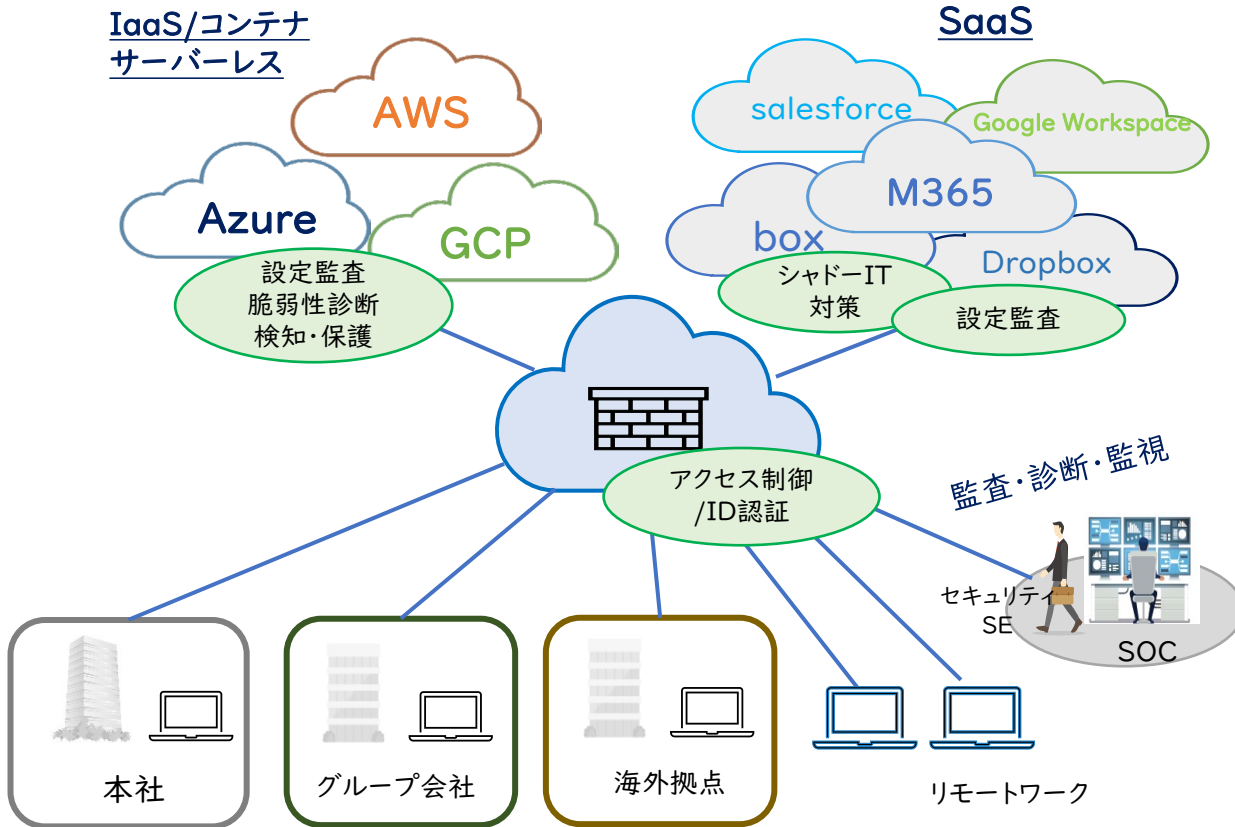 IaaS/コンテナ
サーバーレス
AWS
Azure
GCP
設定監査
脆弱性診断
検知・保護
SaaS
salesforce
Google Workspace
M365
box
Dropbox
シャドーIT
対策
設定監査
アクセス制御
/ID認証
監査・診断・監視
セキュリティ
SE
SOC
本社
グループ会社
海外拠点
リモートワーク